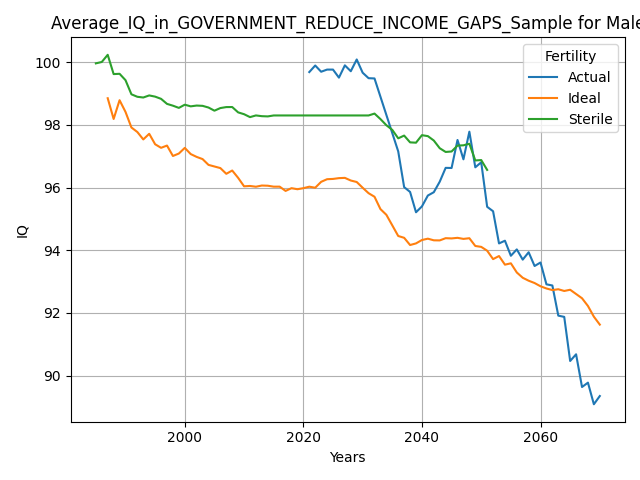 Average_IQ_in_GOVERNMENT_REDUCE_INCOME_GAPS_Sample for Male
Fertility
Actual
Ideal
Sterile
IQ
100
98
96
94
92
90
2000
2020
2040
2060
Years